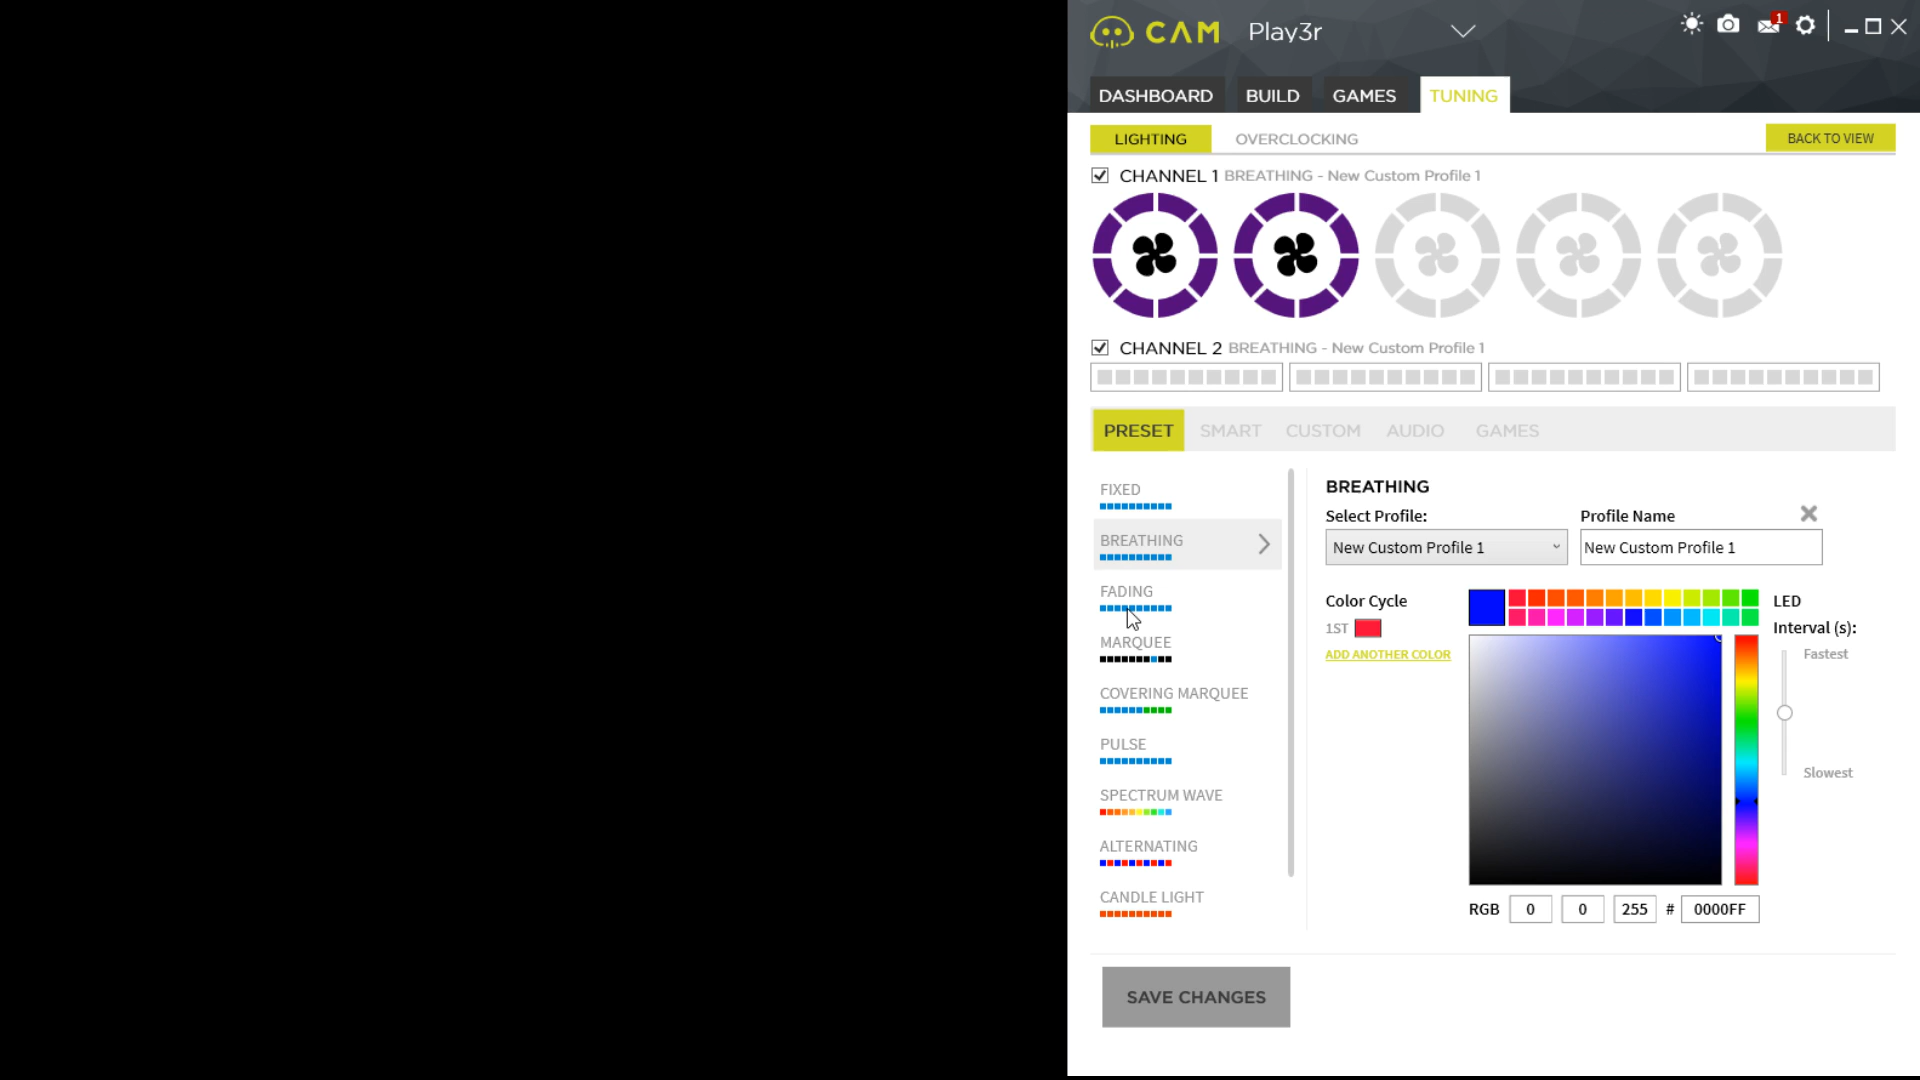 CAM Play3r
1
DASHBOARD BUILD GAMES TUNING
LIGHTING OVERCLOCKING BACK TO VIEW
CHANNEL 1 BREATHING - New Custom Profile 1
CHANNEL 2 BREATHING - New Custom Profile 1
PRESET SMART CUSTOM AUDIO GAMES
FIXED
BREATHING
FADING
MARQUEE
COVERING MARQUEE
PULSE
SPECTRUM WAVE
ALTERNATING
CANDLE LIGHT
BREATHING
Select Profile: Profile Name
New Custom Profile 1 New Custom Profile 1
Color Cycle
1ST
ADD ANOTHER COLOR
LED
Interval (s):
Fastest
Slowest
RGB 0 0 255 # 0000FF
SAVE CHANGES